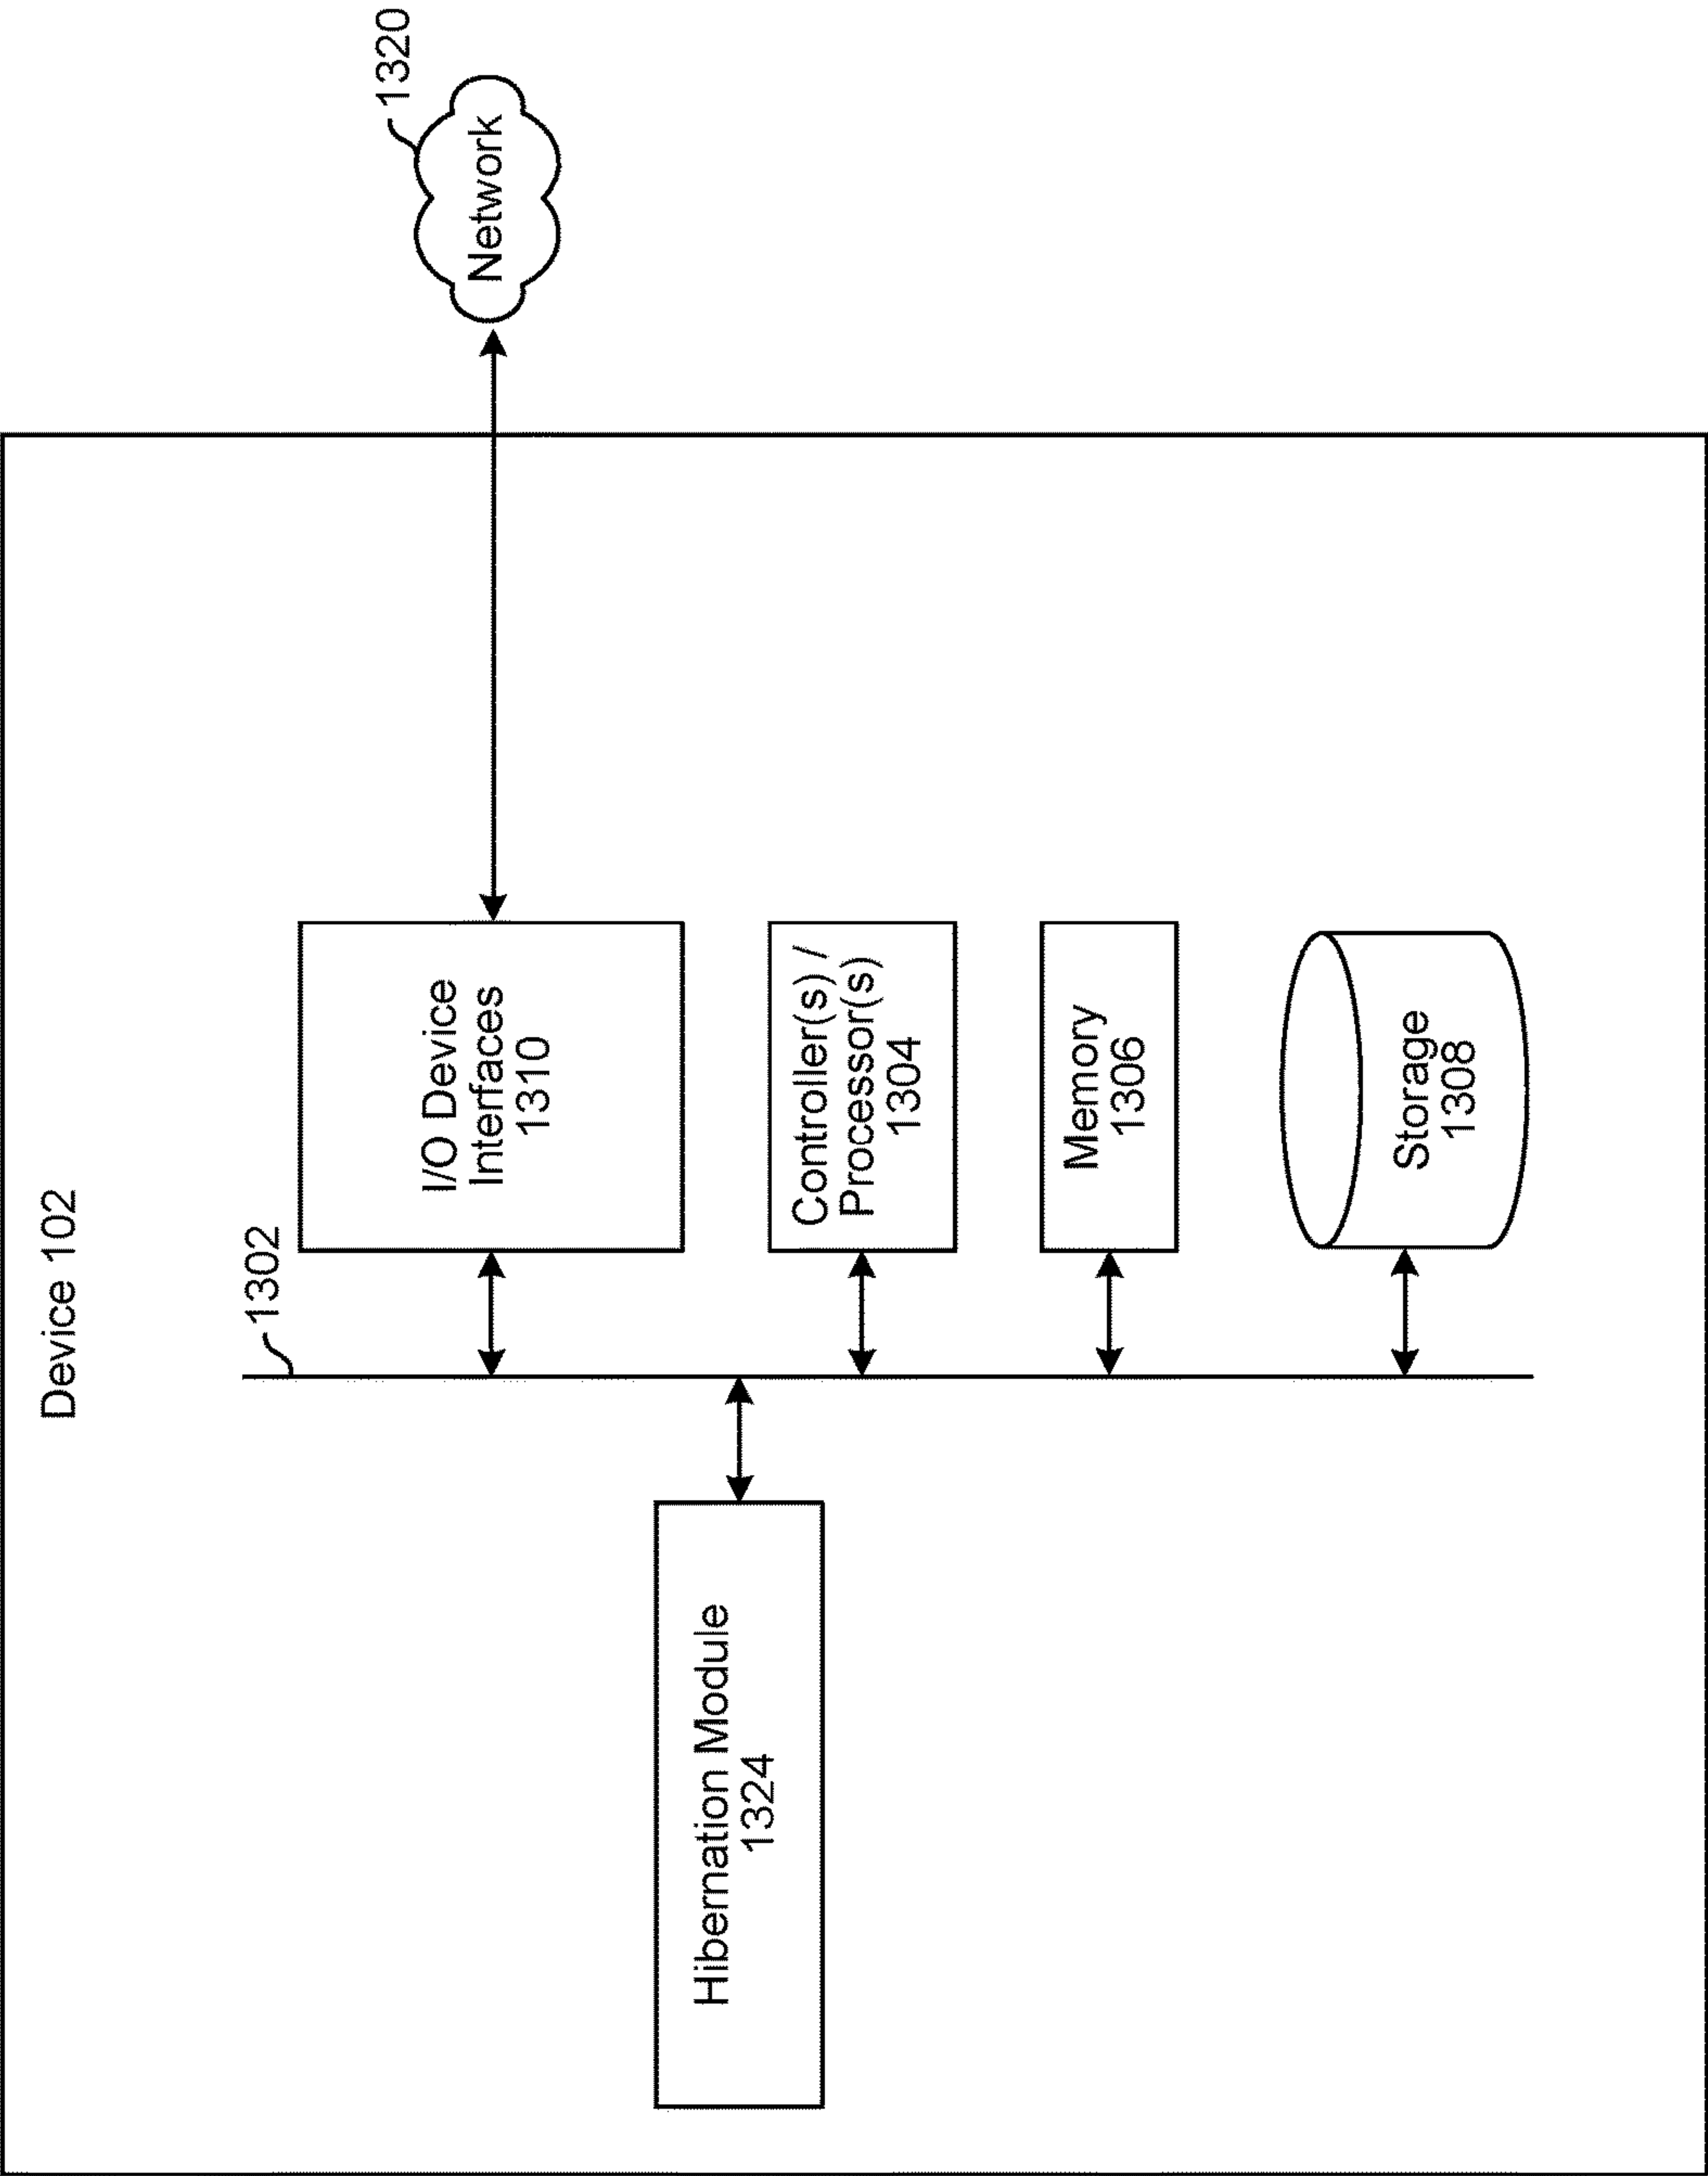 Device 102
1302
I/O Device
Interfaces
1310
Network
1320
Hibernation Module
1324
Controller(s) /
Processor(s)
1304
Memory
1306
Storage
1308